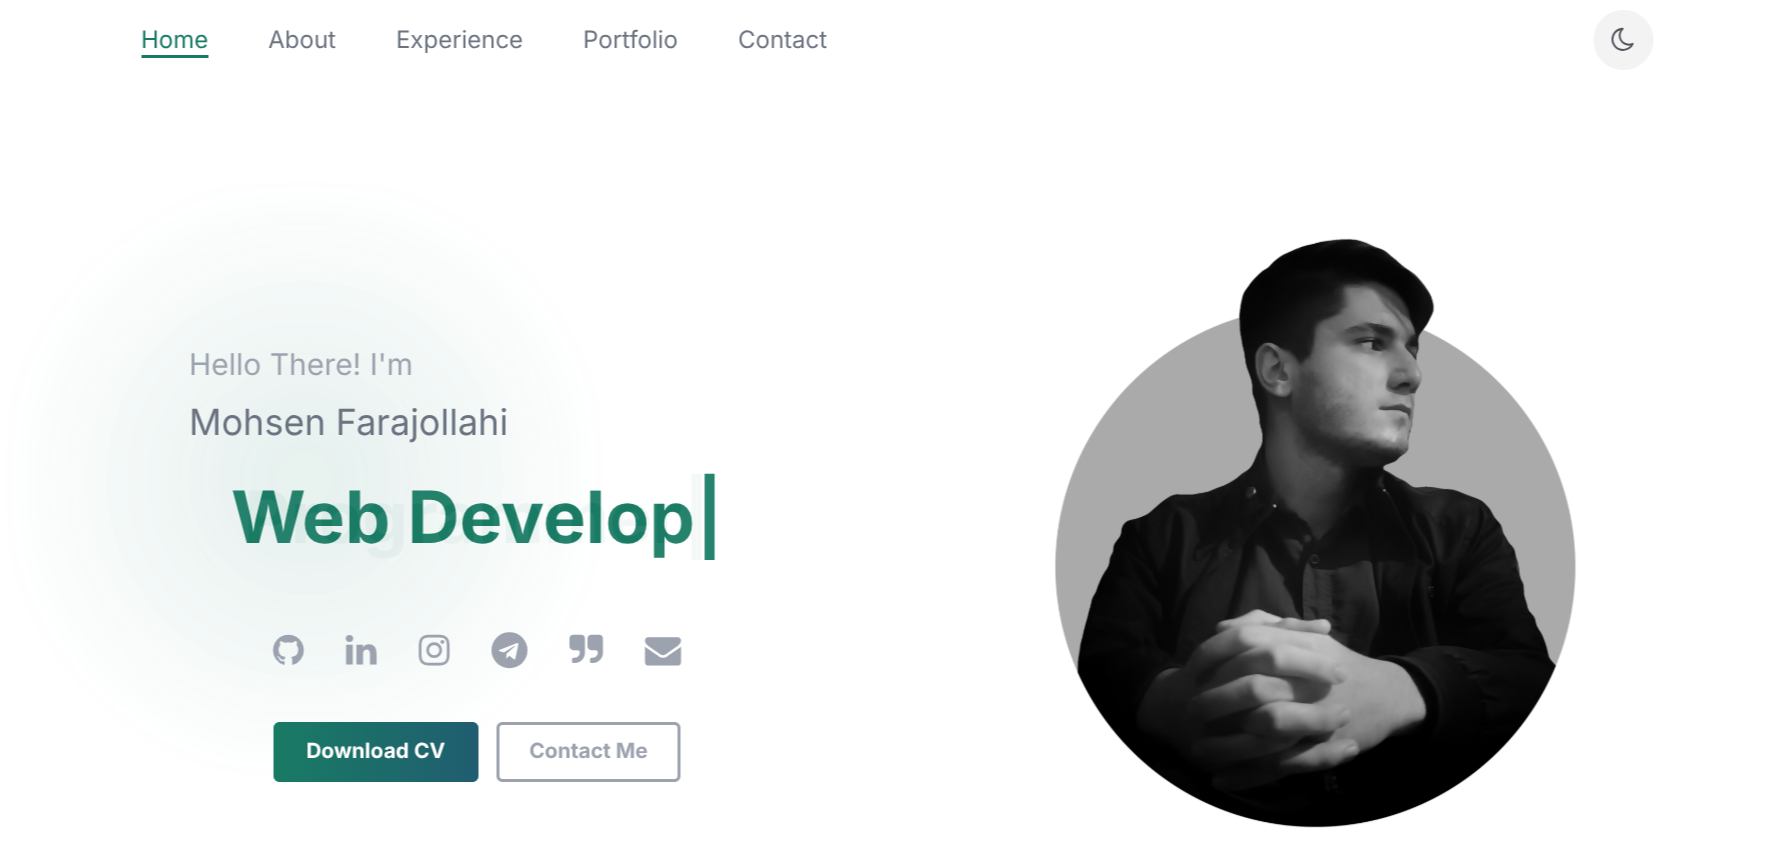 Home About Experience Portfolio Contact
Hello There! I'm
Mohsen Farajollahi
Web Develop
Download CV Contact Me